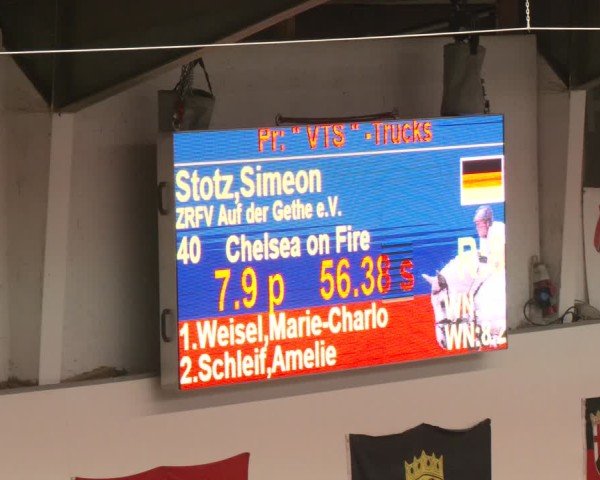 Pr; " VTS " -Trucks
Stotz,Simeon
ZRFV Auf der Gethe e.V.
40 Chelsea on Fire
7.9 p 56.38
1.Weisel,Marie-Charlo
2.Schleif,Amelie